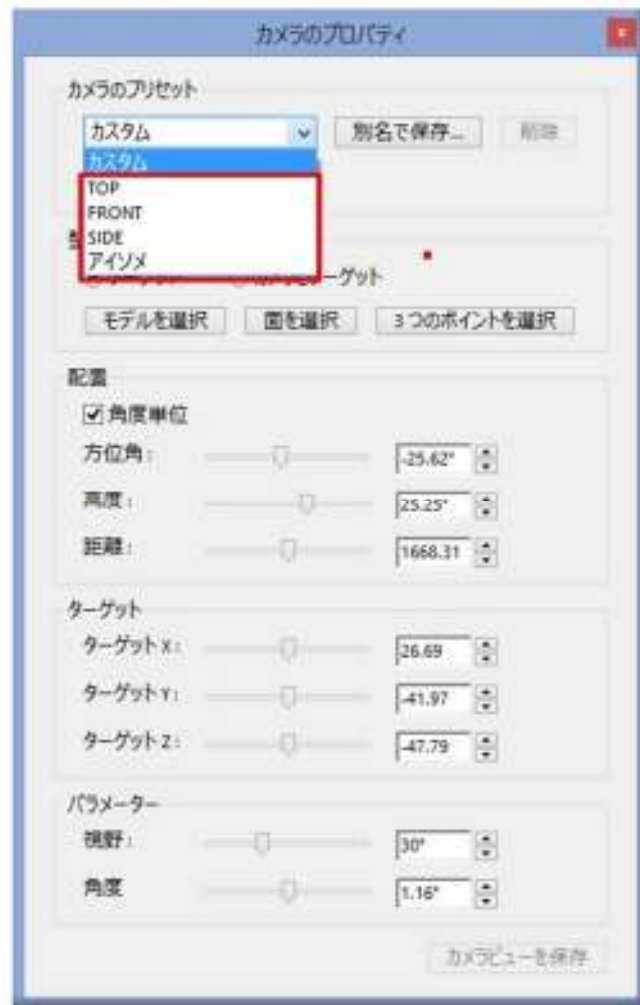 カメラのプロパティ
カメラのプリセット
カスタム 別名で保存... 削除
カスタム
TOP
FRONT
SIDE
アイソメ
ーゲット
モデルを選択 面を選択 3つのポイントを選択
配置
角度単位
方位角: -25.62°
高度: 25.25°
距離: 1668.31
ターゲット
ターゲット X: 26.69
ターゲット Y: -41.97
ターゲット Z: -47.79
パラメーター
視野: 30°
角度 1.16°
カメラビューを保存